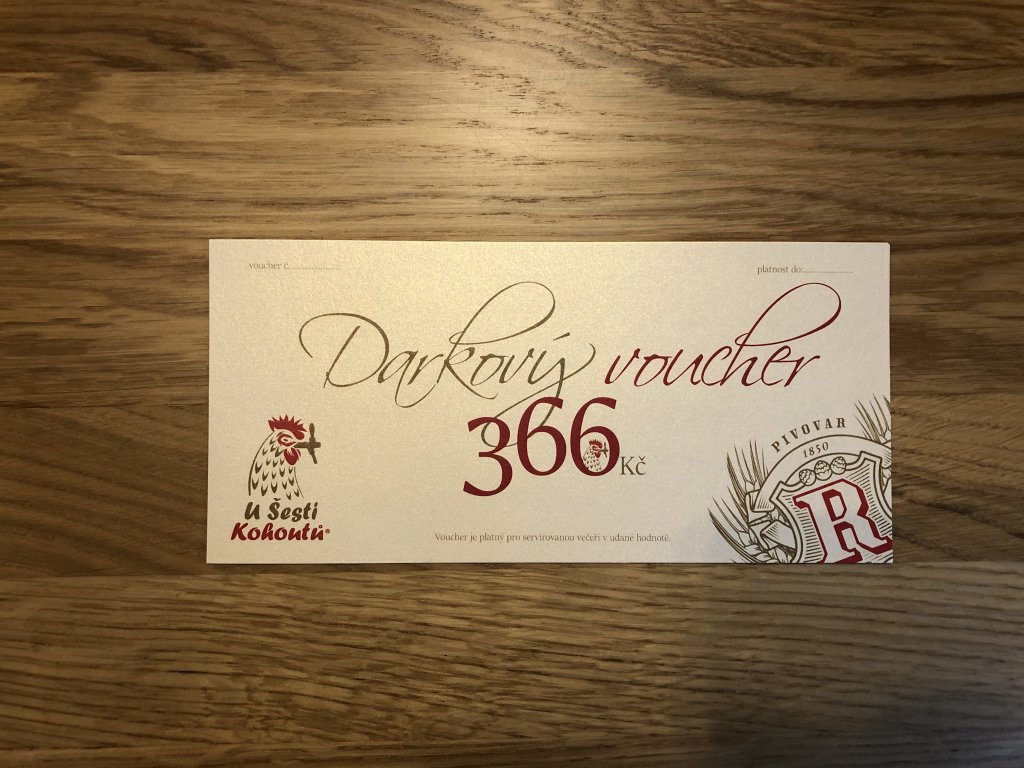 voucher č. ....................
platnost do:.....................
Darkový voucher
366 Kč
U Šesti
Kohoutů®
Voucher je platný pro servírovanou večeři v udané hodnotě.
PIVOVAR
1850
R